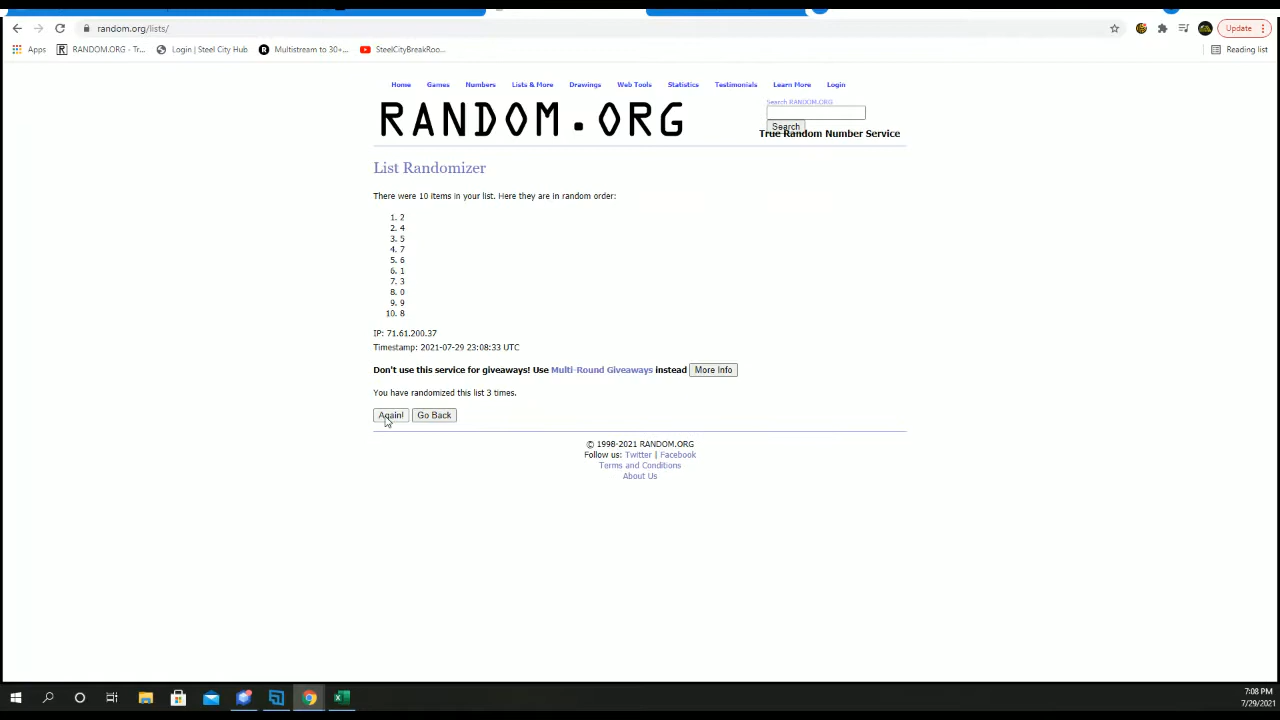 random.org/lists/
Update
Apps
RANDOM.ORG - Tr...
Login | Steel City Hub
Multistream to 30+...
SteelCityBreakRoo...
Reading list
Home Games Numbers Lists & More Drawings Web Tools Statistics Testimonials Learn More Login
RANDOM.ORG
Search RANDOM.ORG
Search
True Random Number Service
List Randomizer
There were 10 items in your list. Here they are in random order:
1. 2
2. 4
3. 5
4. 7
5. 6
6. 1
7. 3
8. 0
9. 9
10. 8
IP: 71.61.200.37
Timestamp: 2021-07-29 23:08:33 UTC
Don't use this service for giveaways! Use Multi-Round Giveaways instead More Info
You have randomized this list 3 times.
Again! Go Back
© 1998-2021 RANDOM.ORG
Follow us: Twitter | Facebook
Terms and Conditions
About Us
7:08 PM
7/29/2021